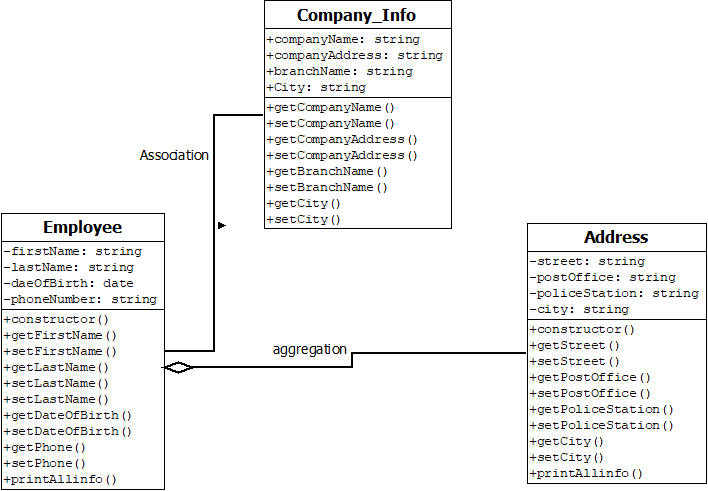 Company_Info
+companyName: string
+companyAddress: string
+branchName: string
+City: string
+getCompanyName()
+setCompanyName()
+getCompanyAddress()
+setCompanyAddress()
+getBranchName()
+setBranchName()
+getCity()
+setCity()
Association
Employee
-firstName: string
-lastName: string
-daeOfBirth: date
-phoneNumber: string
+constructor()
+getFirstName()
+setFirstName()
+getLastName()
+setLastName()
+setLastName()
+getDateOfBirth()
+setDateOfBirth()
+getPhone()
+setPhone()
+printAllinfo()
aggregation
Address
-street: string
-postOffice: string
-policeStation: string
-city: string
+constructor()
+getStreet()
+setStreet()
+getPostOffice()
+setPostOffice()
+getPoliceStation()
+setPoliceStation()
+getCity()
+setCity()
+printAllinfo()